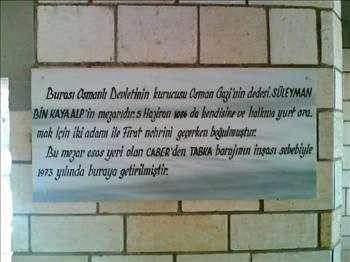 Burası Osmanlı Devletinin kurucusu Osman Gazi'nin dedesi, SÜLEYMAN
BİN KAYAALP'in mezarıdır. 5 Haziran 1086 da kendisine ve halkına yurt ara_
mak için iki adamı ile Fırat nehrini geçerken boğulmuştur.
Bu mezar esas yeri olan CABER'den TABKA barajının inşası sebebiyle
1973 yılında buraya getirilmiştir.